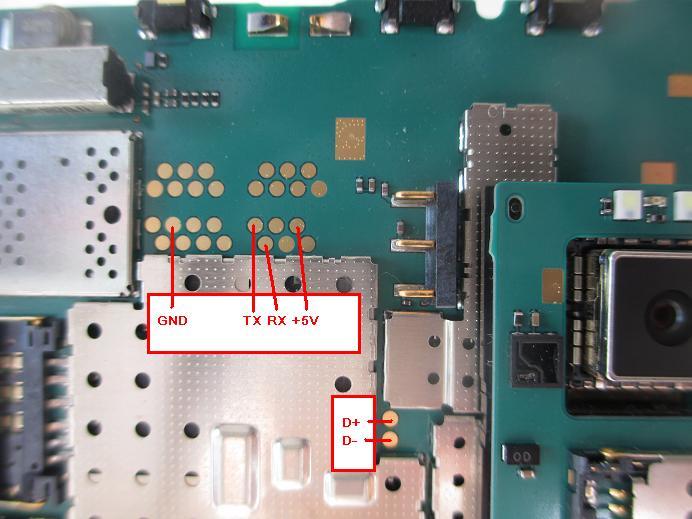 GND TX RX +5V
D+
D-